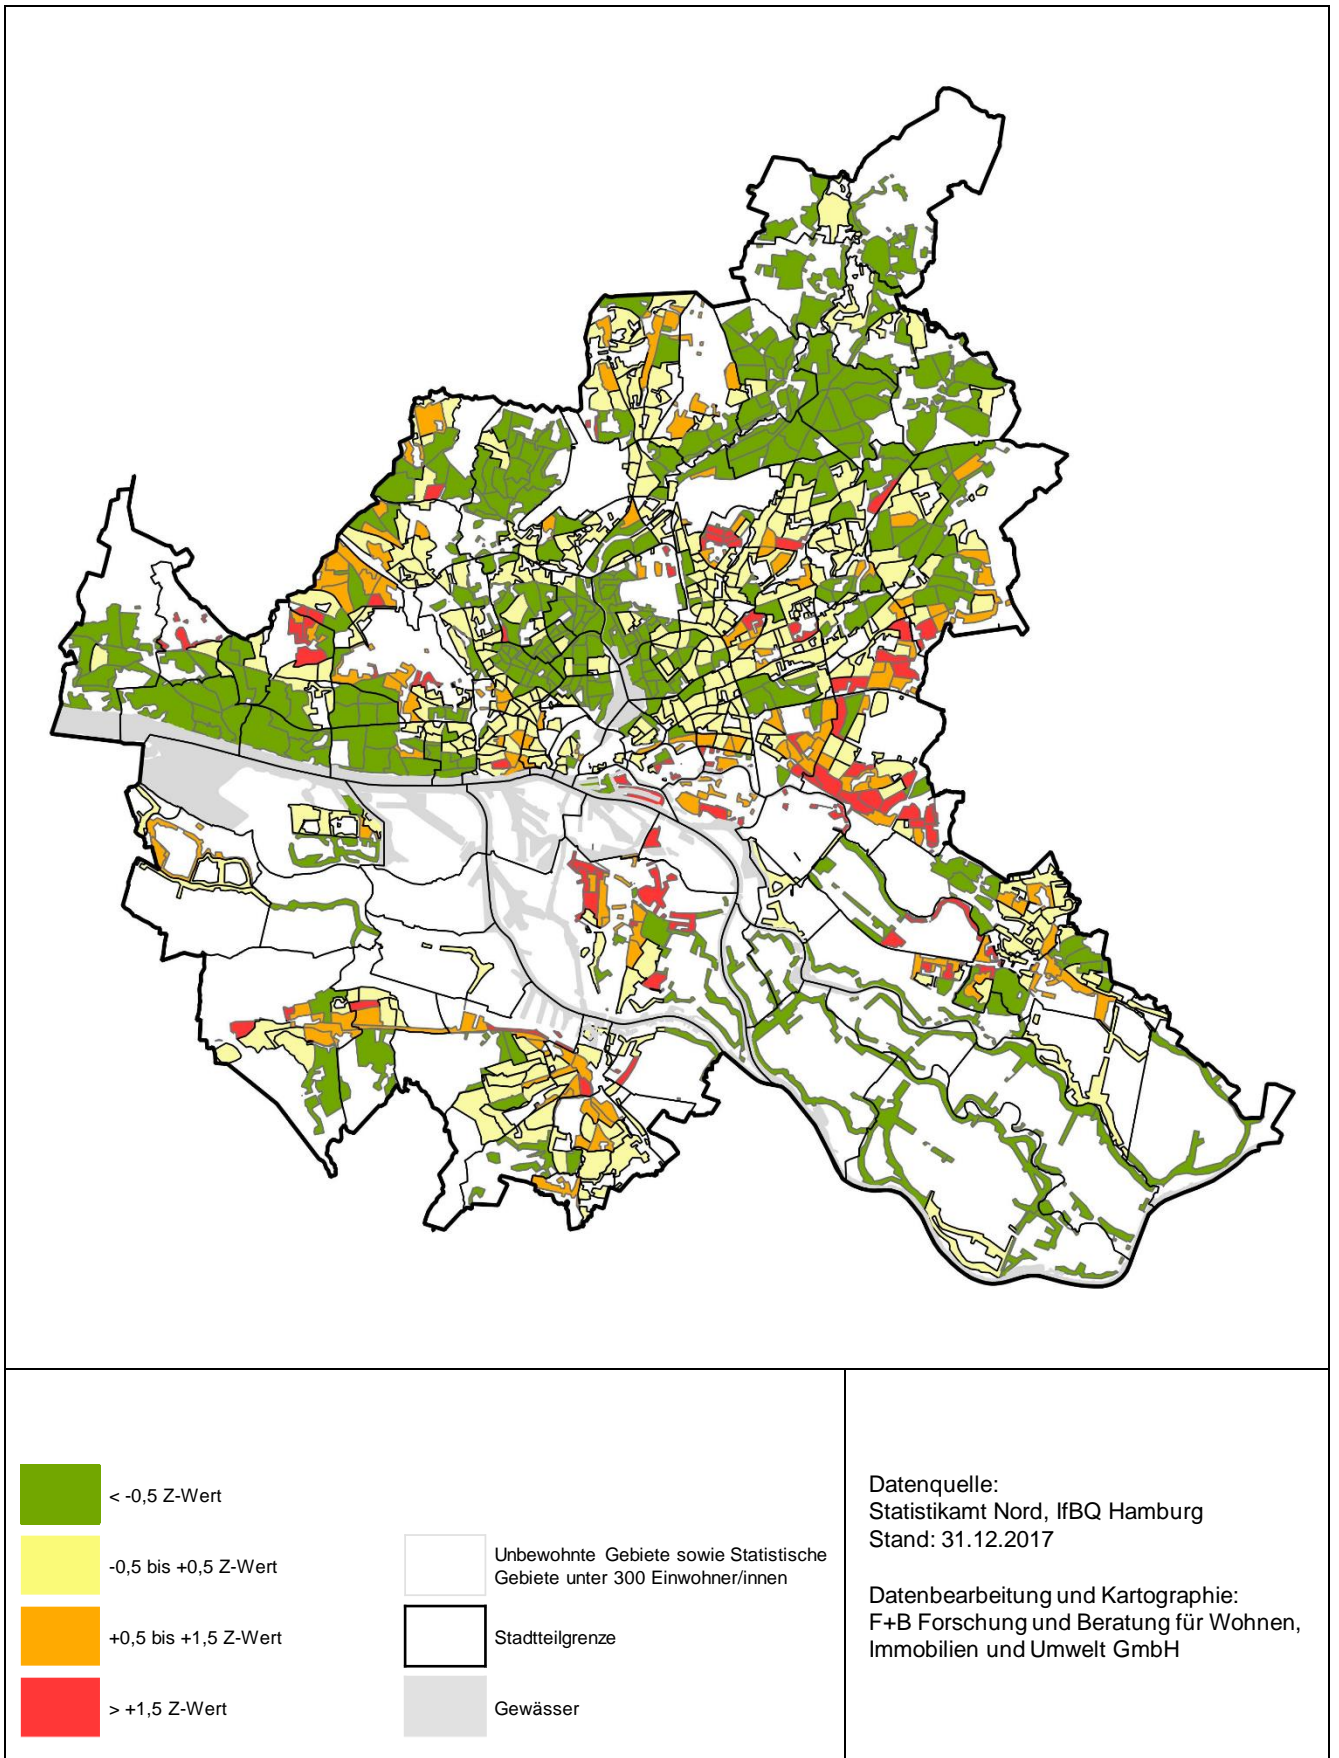 < -0,5 Z-Wert
-0,5 bis +0,5 Z-Wert
+0,5 bis +1,5 Z-Wert
> +1,5 Z-Wert
Unbewohnte Gebiete sowie Statistische
Gebiete unter 300 Einwohner/innen
Stadtteilgrenze
Gewässer
Datenquelle:
Statistikamt Nord, IfBQ Hamburg
Stand: 31.12.2017
Datenbearbeitung und Kartographie:
F+B Forschung und Beratung für Wohnen,
Immobilien und Umwelt GmbH